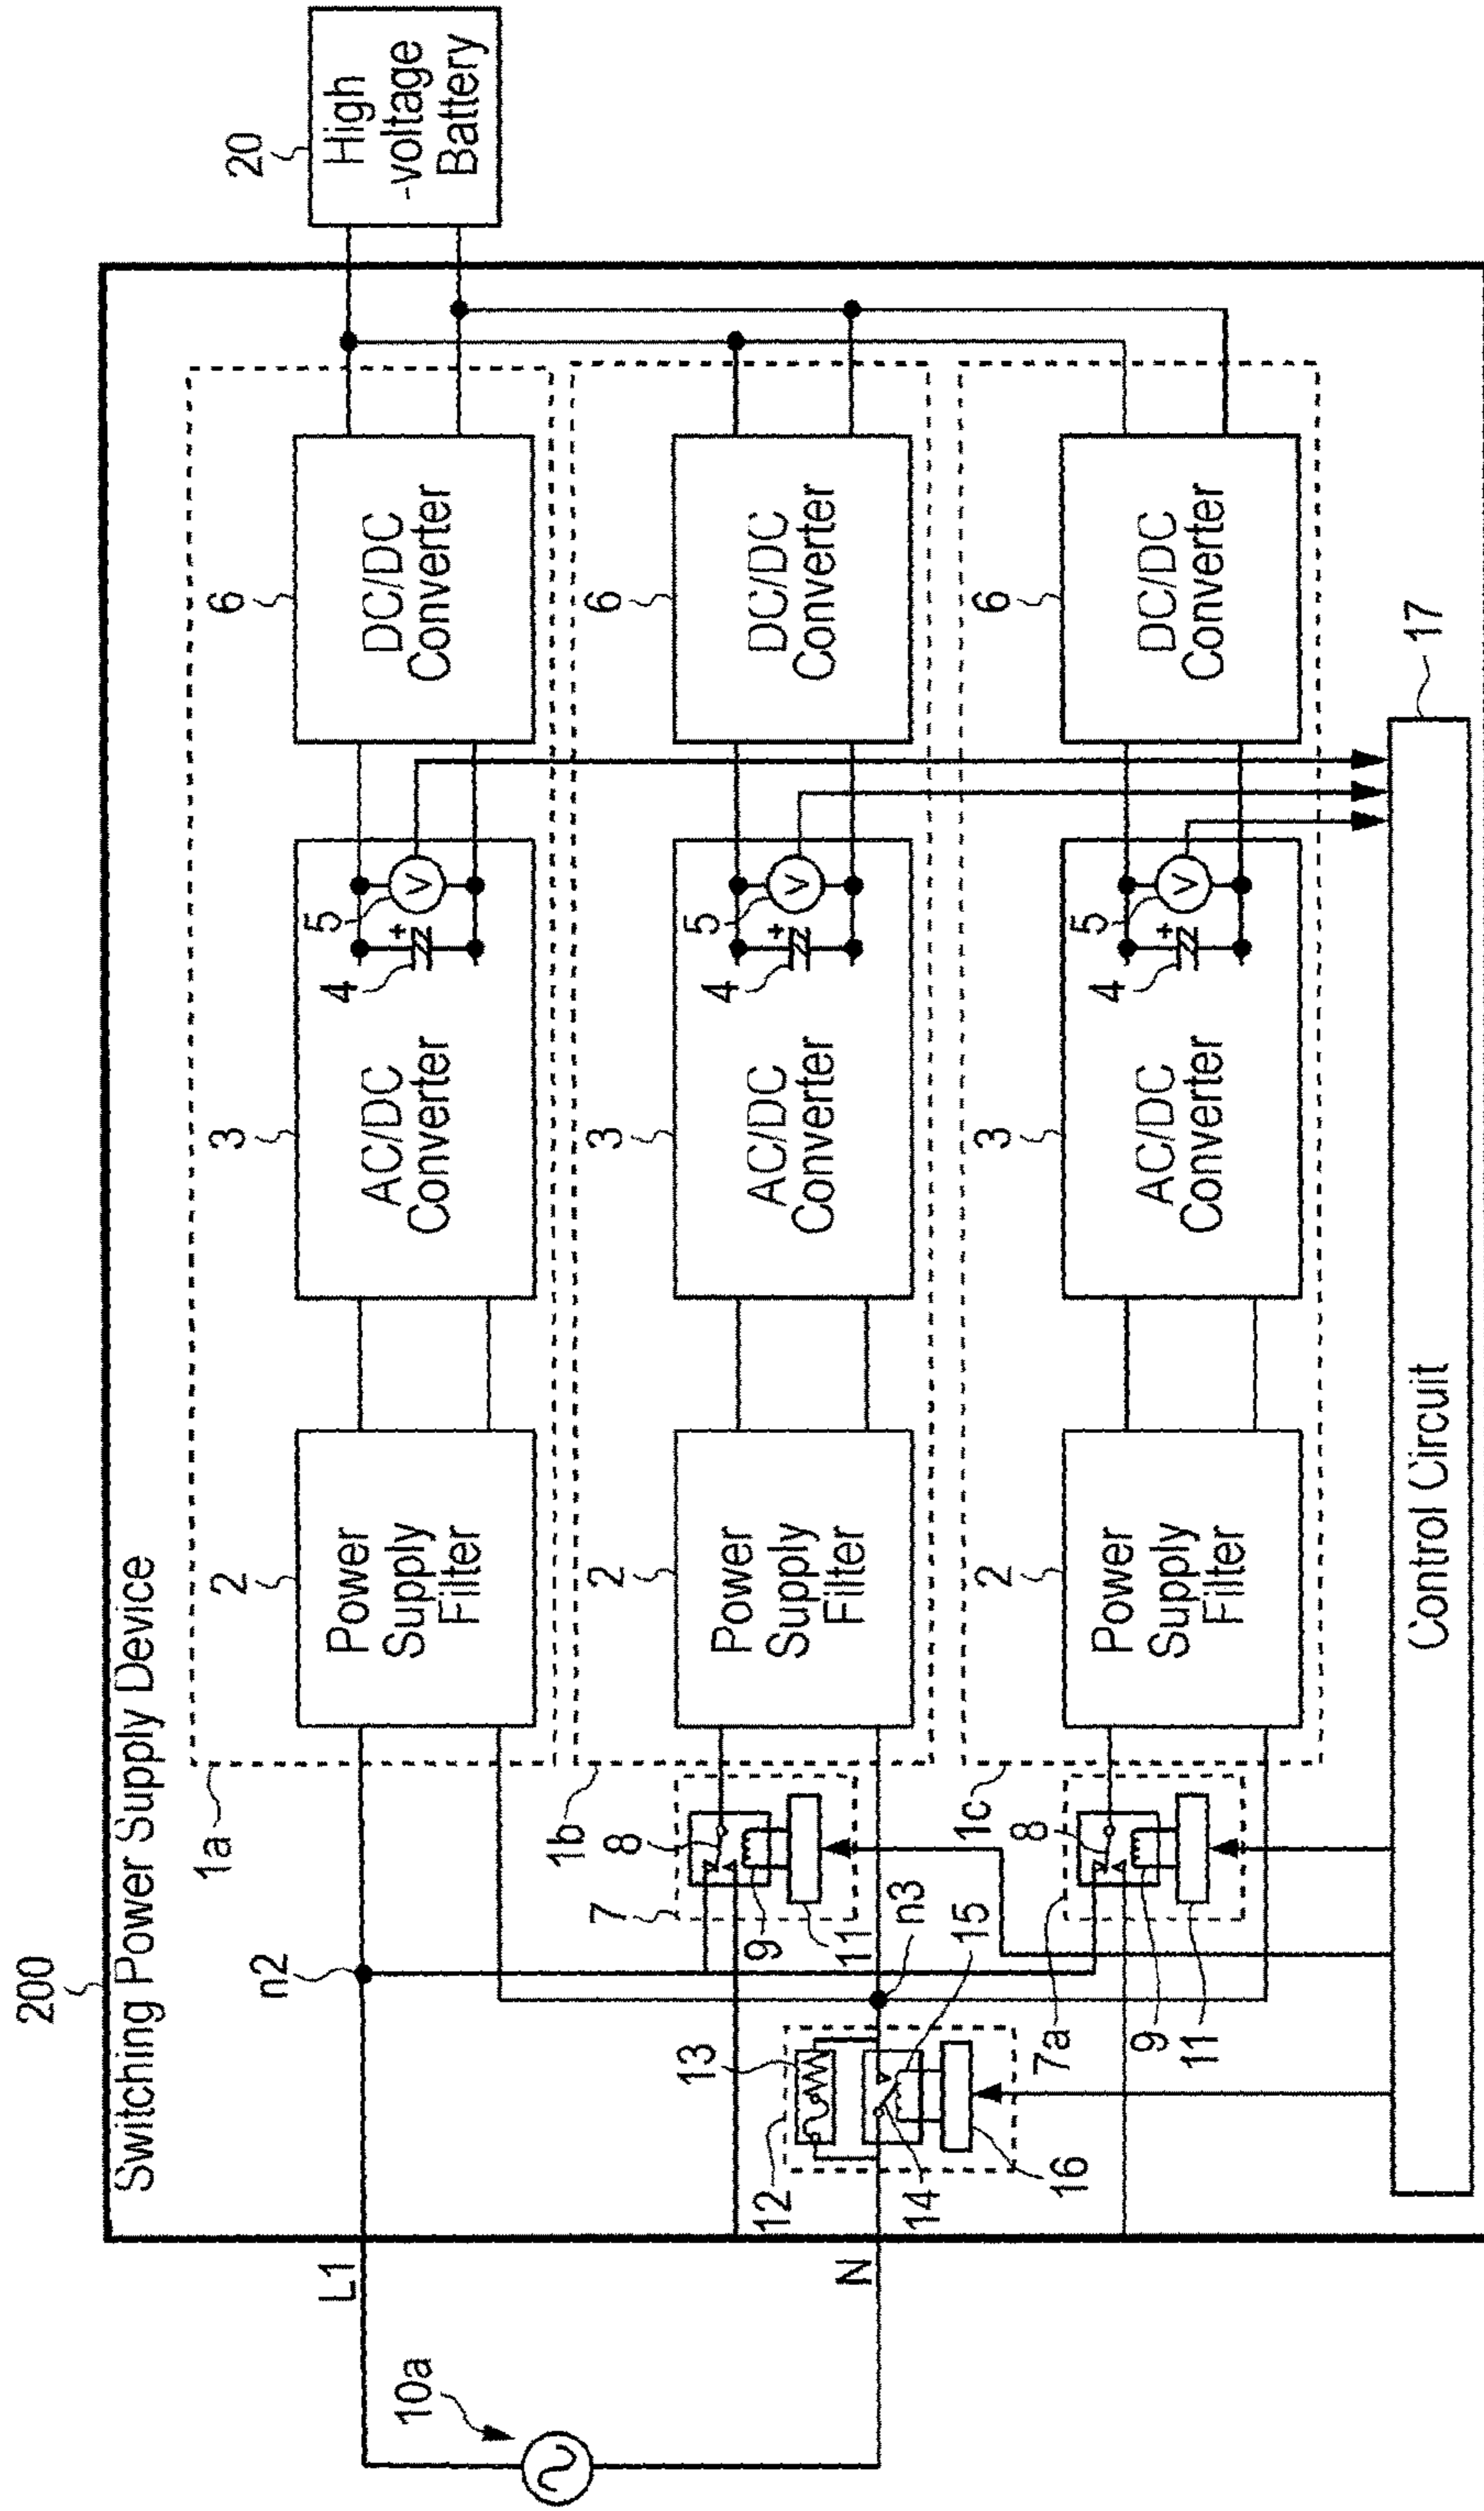 200
Switching Power Supply Device
10a
L1
N
n2
n3
1a
2
Power
Supply
Filter
3
AC/DC
Converter
4
+
5
V
6
DC/DC
Converter
20
High
-voltage
Battery
1b
7
8
9
11
2
Power
Supply
Filter
3
AC/DC
Converter
4
+
5
V
6
DC/DC
Converter
12
13
14
15
16
1c
7a
8
9
11
2
Power
Supply
Filter
3
AC/DC
Converter
4
+
5
V
6
DC/DC
Converter
Control Circuit
17